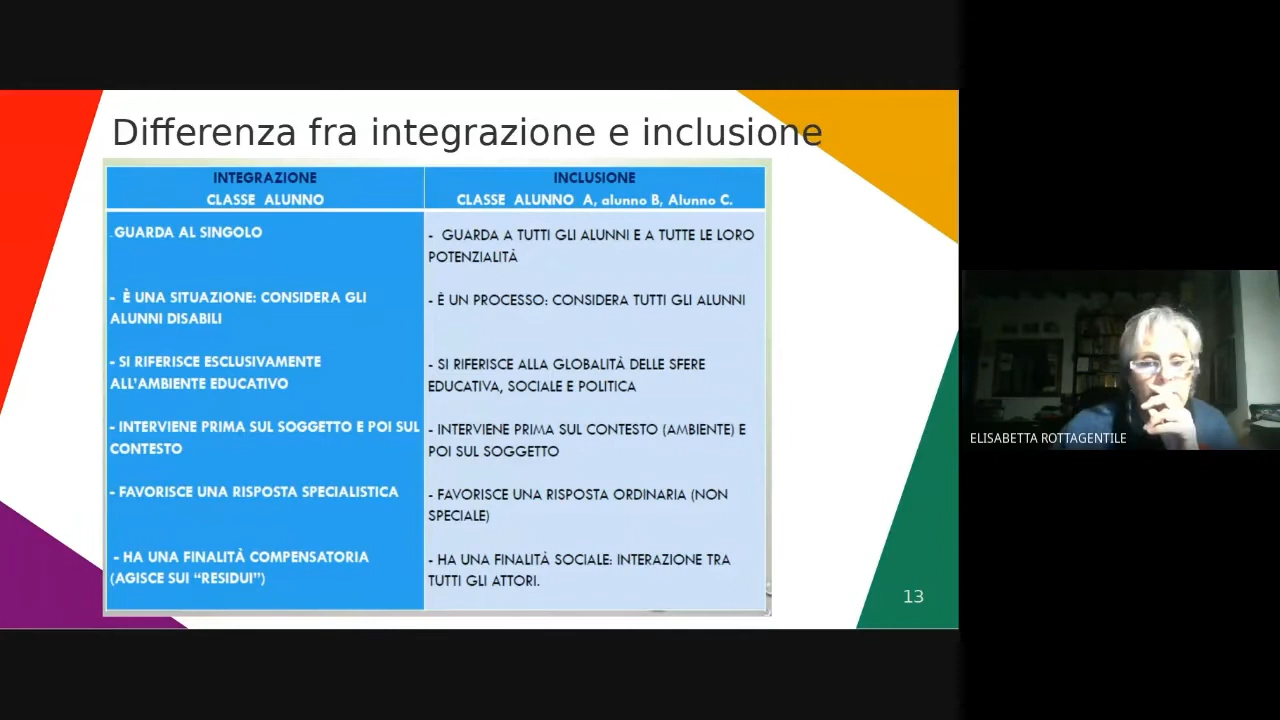 Differenza fra integrazione e inclusione
INTEGRAZIONE
CLASSE ALUNNO
INCLUSIONE
CLASSE ALUNNO A, alunno B, Alunno C.
.GUARDA AL SINGOLO
- GUARDA A TUTTI GLI ALUNNI E A TUTTE LE LORO
POTENZIALITÀ
- È UNA SITUAZIONE: CONSIDERA GLI
ALUNNI DISABILI
- È UN PROCESSO: CONSIDERA TUTTI GLI ALUNNI
- SI RIFERISCE ESCLUSIVAMENTE
ALL'AMBIENTE EDUCATIVO
- SI RIFERISCE ALLA GLOBALITÀ DELLE SFERE
EDUCATIVA, SOCIALE E POLITICA
- INTERVIENE PRIMA SUL SOGGETTO E POI SUL
CONTESTO
- INTERVIENE PRIMA SUL CONTESTO (AMBIENTE) E
POI SUL SOGGETTO
- FAVORISCE UNA RISPOSTA SPECIALISTICA
- FAVORISCE UNA RISPOSTA ORDINARIA (NON
SPECIALE)
- HA UNA FINALITÀ COMPENSATORIA
(AGISCE SUI “RESIDUI”)
- HA UNA FINALITÀ SOCIALE: INTERAZIONE TRA
TUTTI GLI ATTORI.
13
ELISABETTA ROTTAGENTILE